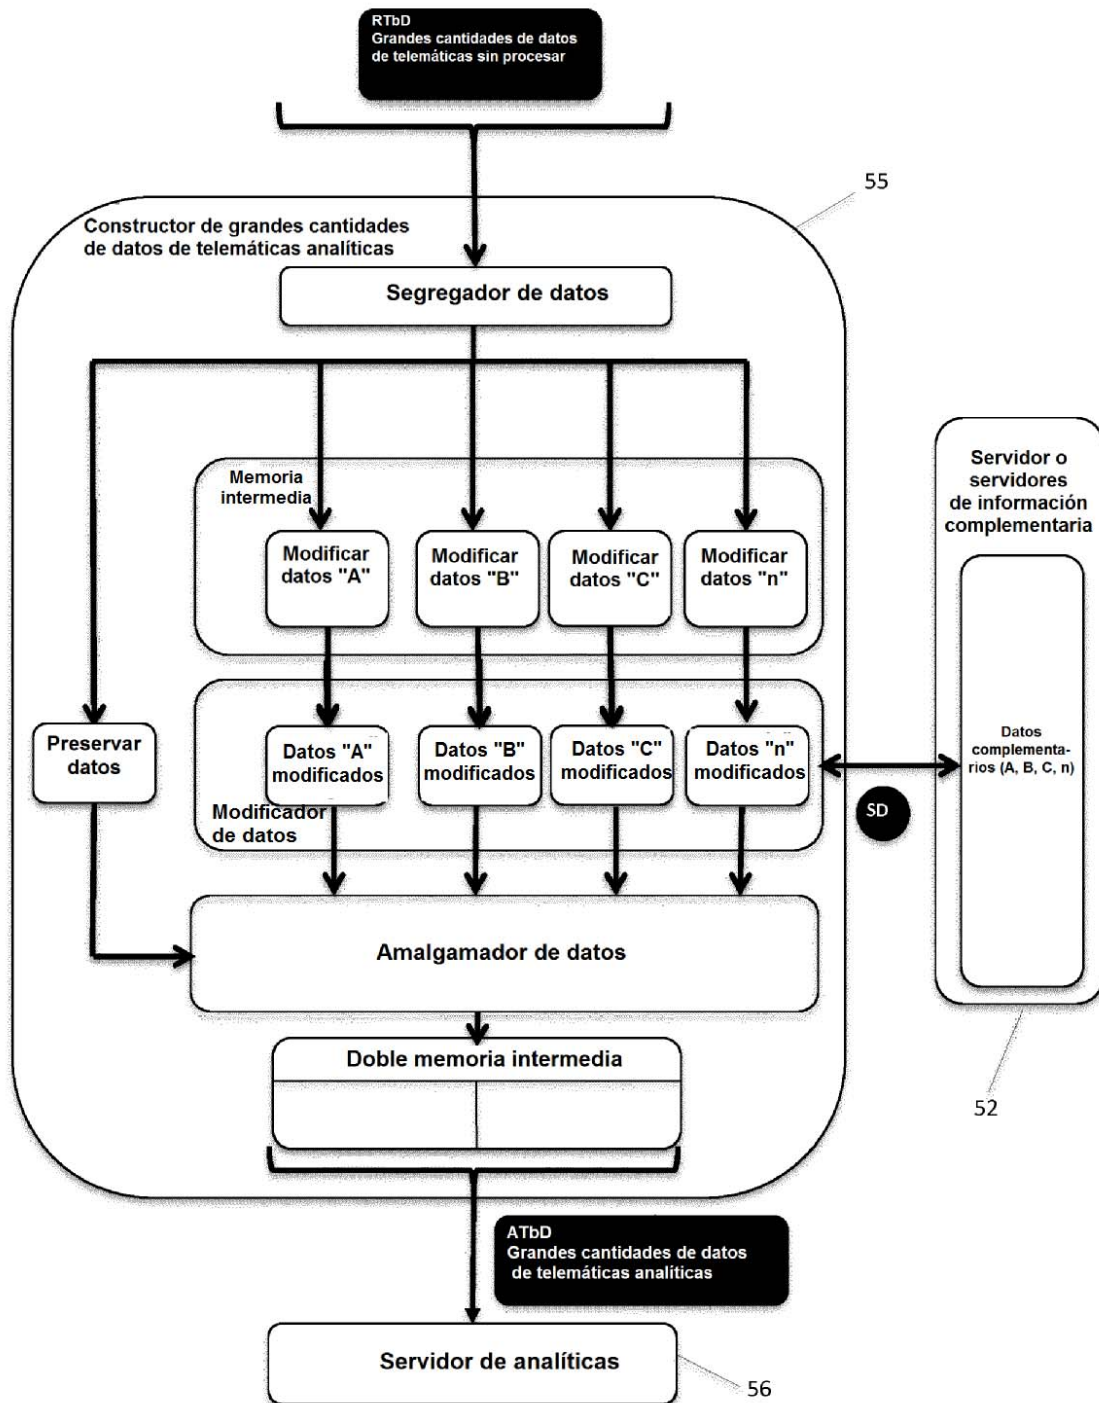 RTbD
Grandes cantidades de datos
de telemáticas sin procesar
55
Constructor de grandes cantidades
de datos de telemáticas analíticas
Segregador de datos
Memoria
intermedia
Modificar
datos "A"
Modificar
datos "B"
Modificar
datos "C"
Modificar
datos "n"
Servidor o
servidores
de información
complementaria
Preservar
datos
Datos "A"
modificados
Datos "B"
modificados
Datos "C"
modificados
Datos "n"
modificados
Datos
complementa-
rios (A, B, C, n)
Modificador
de datos
SD
Amalgamador de datos
Doble memoria intermedia
52
ATbD
Grandes cantidades de datos
de telemáticas analíticas
Servidor de analíticas
56